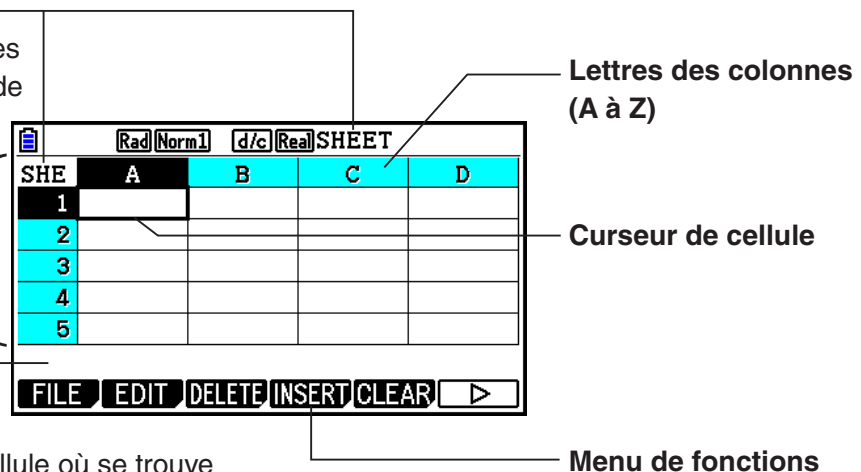 es
de
Lettres des colonnes
(A à Z)
Rad Norm1 d/c Real SHEET
SHE A B C D
1
2
3
4
5
Curseur de cellule
FILE EDIT DELETE INSERT CLEAR ▷
Menu de fonctions
llule où se trouve